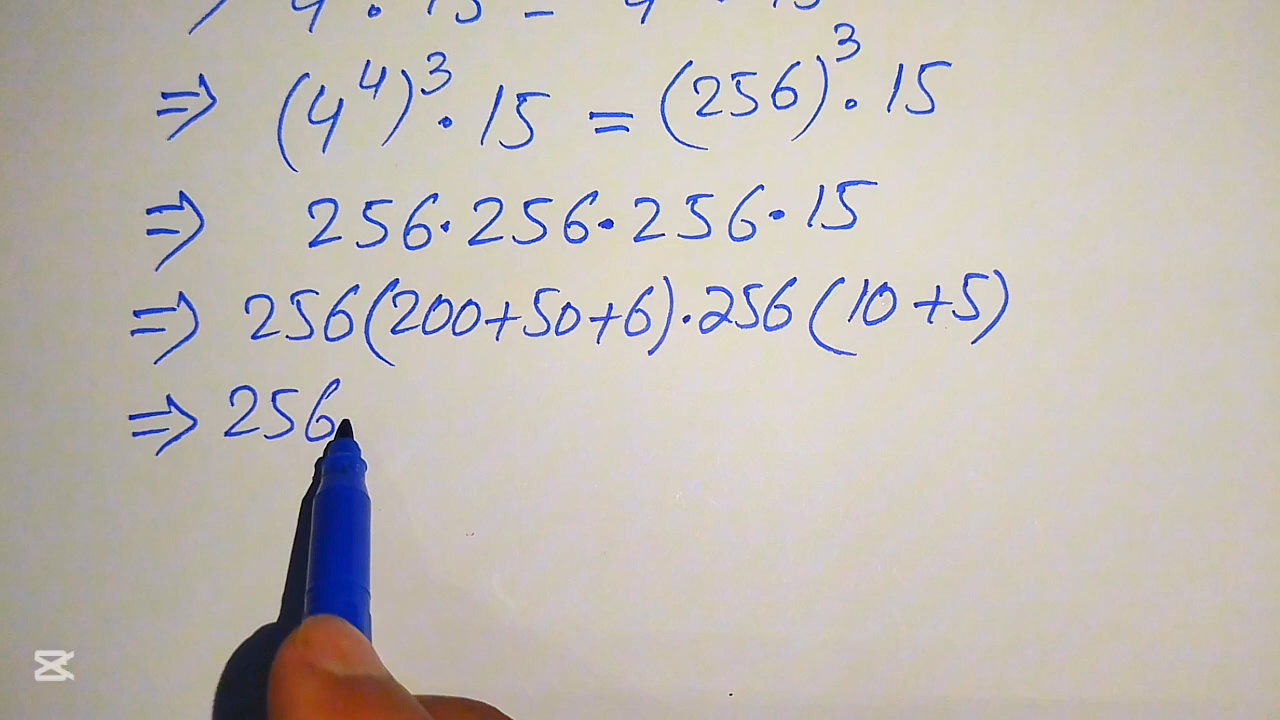 ⇒ (4⁴)³ · 15 = (256)³ · 15
⇒ 256 · 256 · 256 · 15
⇒ 256(200+50+6) · 256(10+5)
⇒ 256